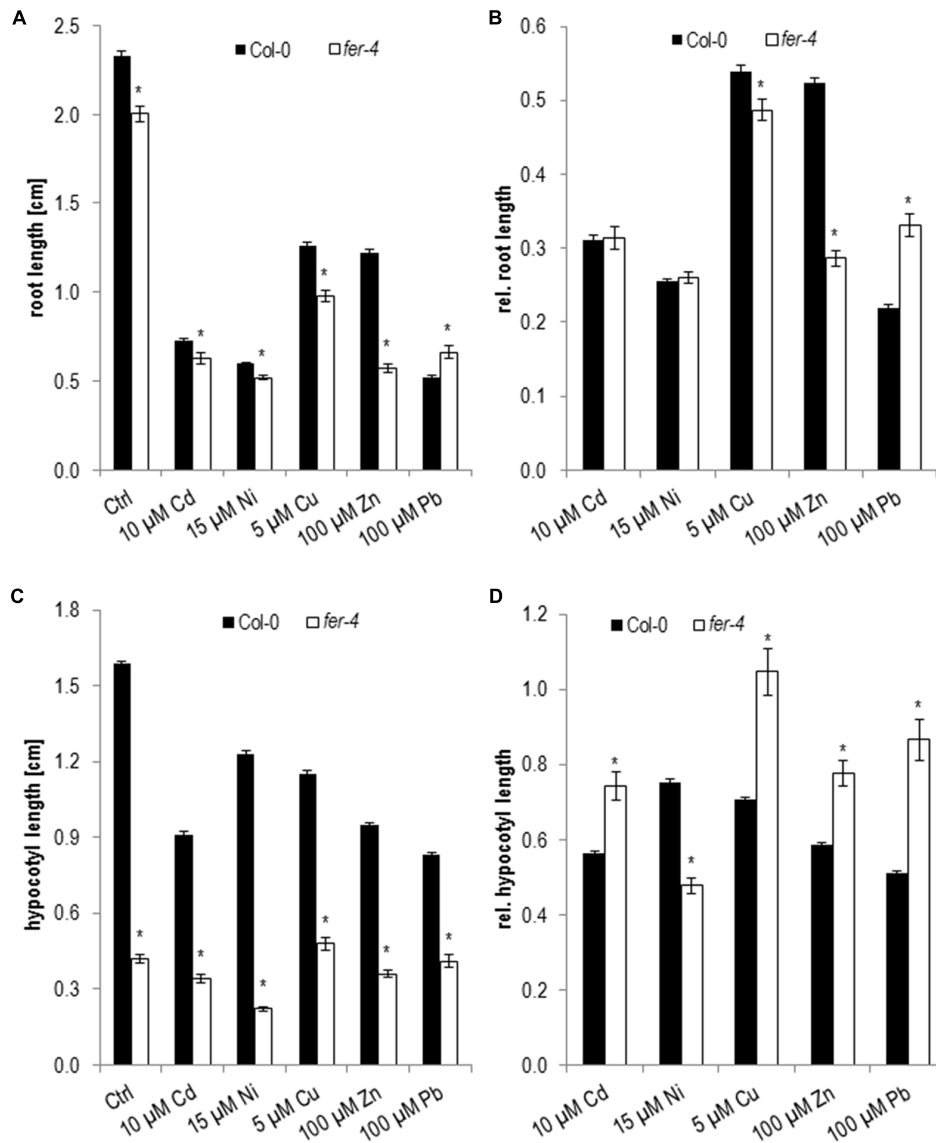 A
2.5
2.0
1.5
1.0
0.5
0.0
root length [cm]
Col-0 fer-4
* * * * * *
Ctrl
10 µM Cd
15 µM Ni
5 µM Cu
100 µM Zn
100 µM Pb
B
0.6
0.5
0.4
0.3
0.2
0.1
0.0
rel. root length
Col-0 fer-4
* * *
10 µM Cd
15 µM Ni
5 µM Cu
100 µM Zn
100 µM Pb
C
1.8
1.5
1.2
0.9
0.6
0.3
0.0
hypocotyl length [cm]
Col-0 fer-4
* * * * * *
Ctrl
10 µM Cd
15 µM Ni
5 µM Cu
100 µM Zn
100 µM Pb
D
1.2
1.0
0.8
0.6
0.4
0.2
0.0
rel. hypocotyl length
Col-0 fer-4
* * * * *
10 µM Cd
15 µM Ni
5 µM Cu
100 µM Zn
100 µM Pb